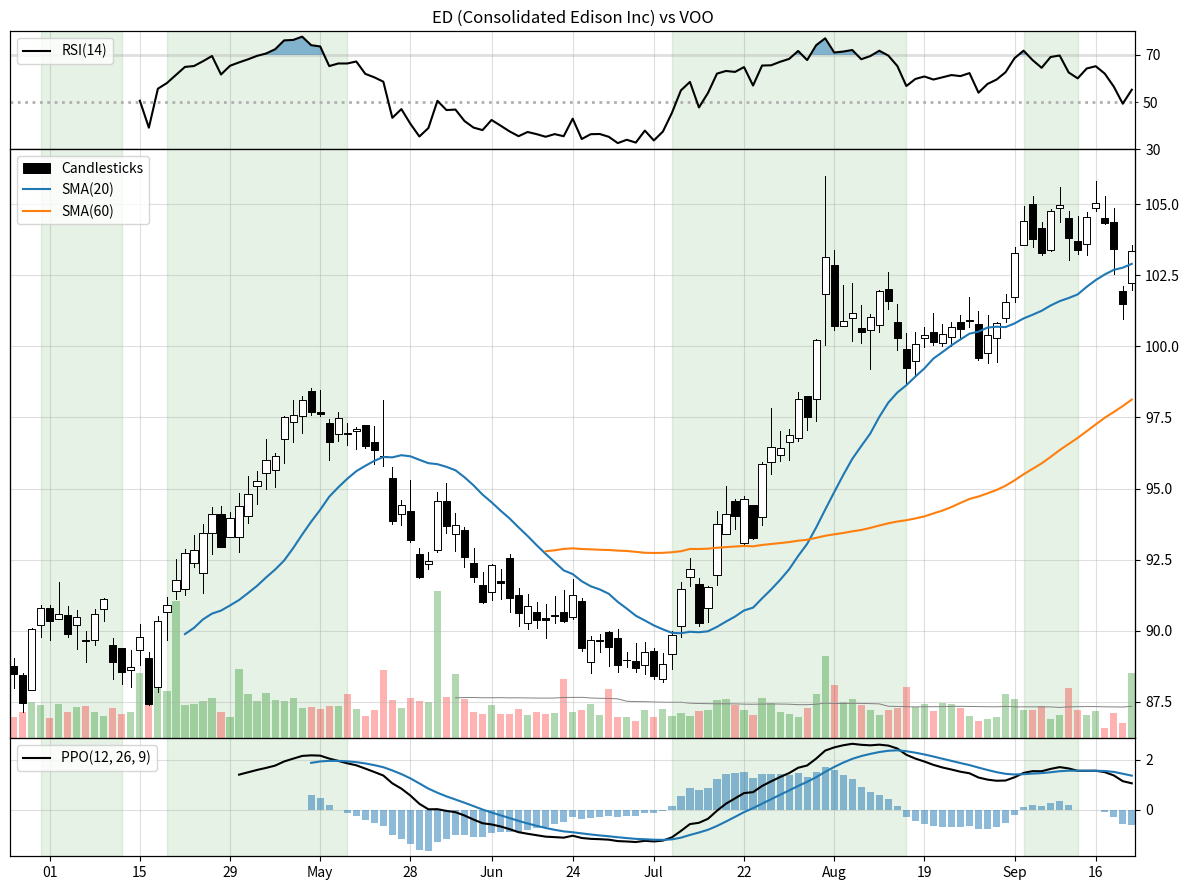 ED (Consolidated Edison Inc) vs VOO
RSI(14)
70
50
30
Candlesticks
SMA(20)
SMA(60)
105.0
102.5
100.0
97.5
95.0
92.5
90.0
87.5
PPO(12, 26, 9)
2
0
01 15 29 May 28 Jun 24 Jul 22 Aug 19 Sep 16